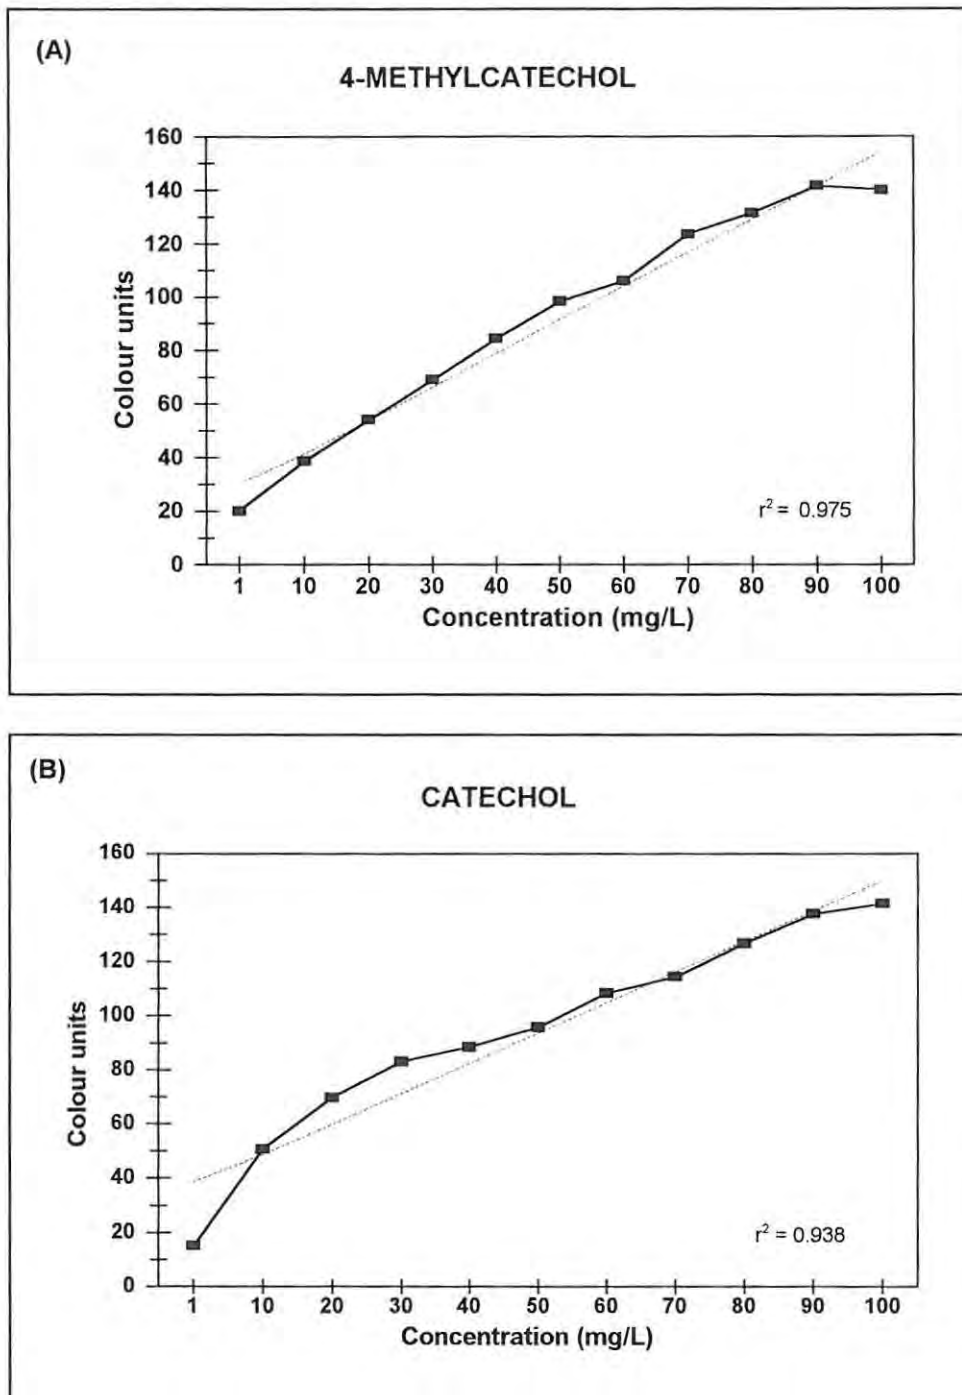 (A)
4-METHYLCATECHOL
160
140
120
100
80
60
40
20
0
Colour units
r² = 0.975
1 10 20 30 40 50 60 70 80 90 100
Concentration (mg/L)
(B)
CATECHOL
160
140
120
100
80
60
40
20
0
Colour units
r² = 0.938
1 10 20 30 40 50 60 70 80 90 100
Concentration (mg/L)